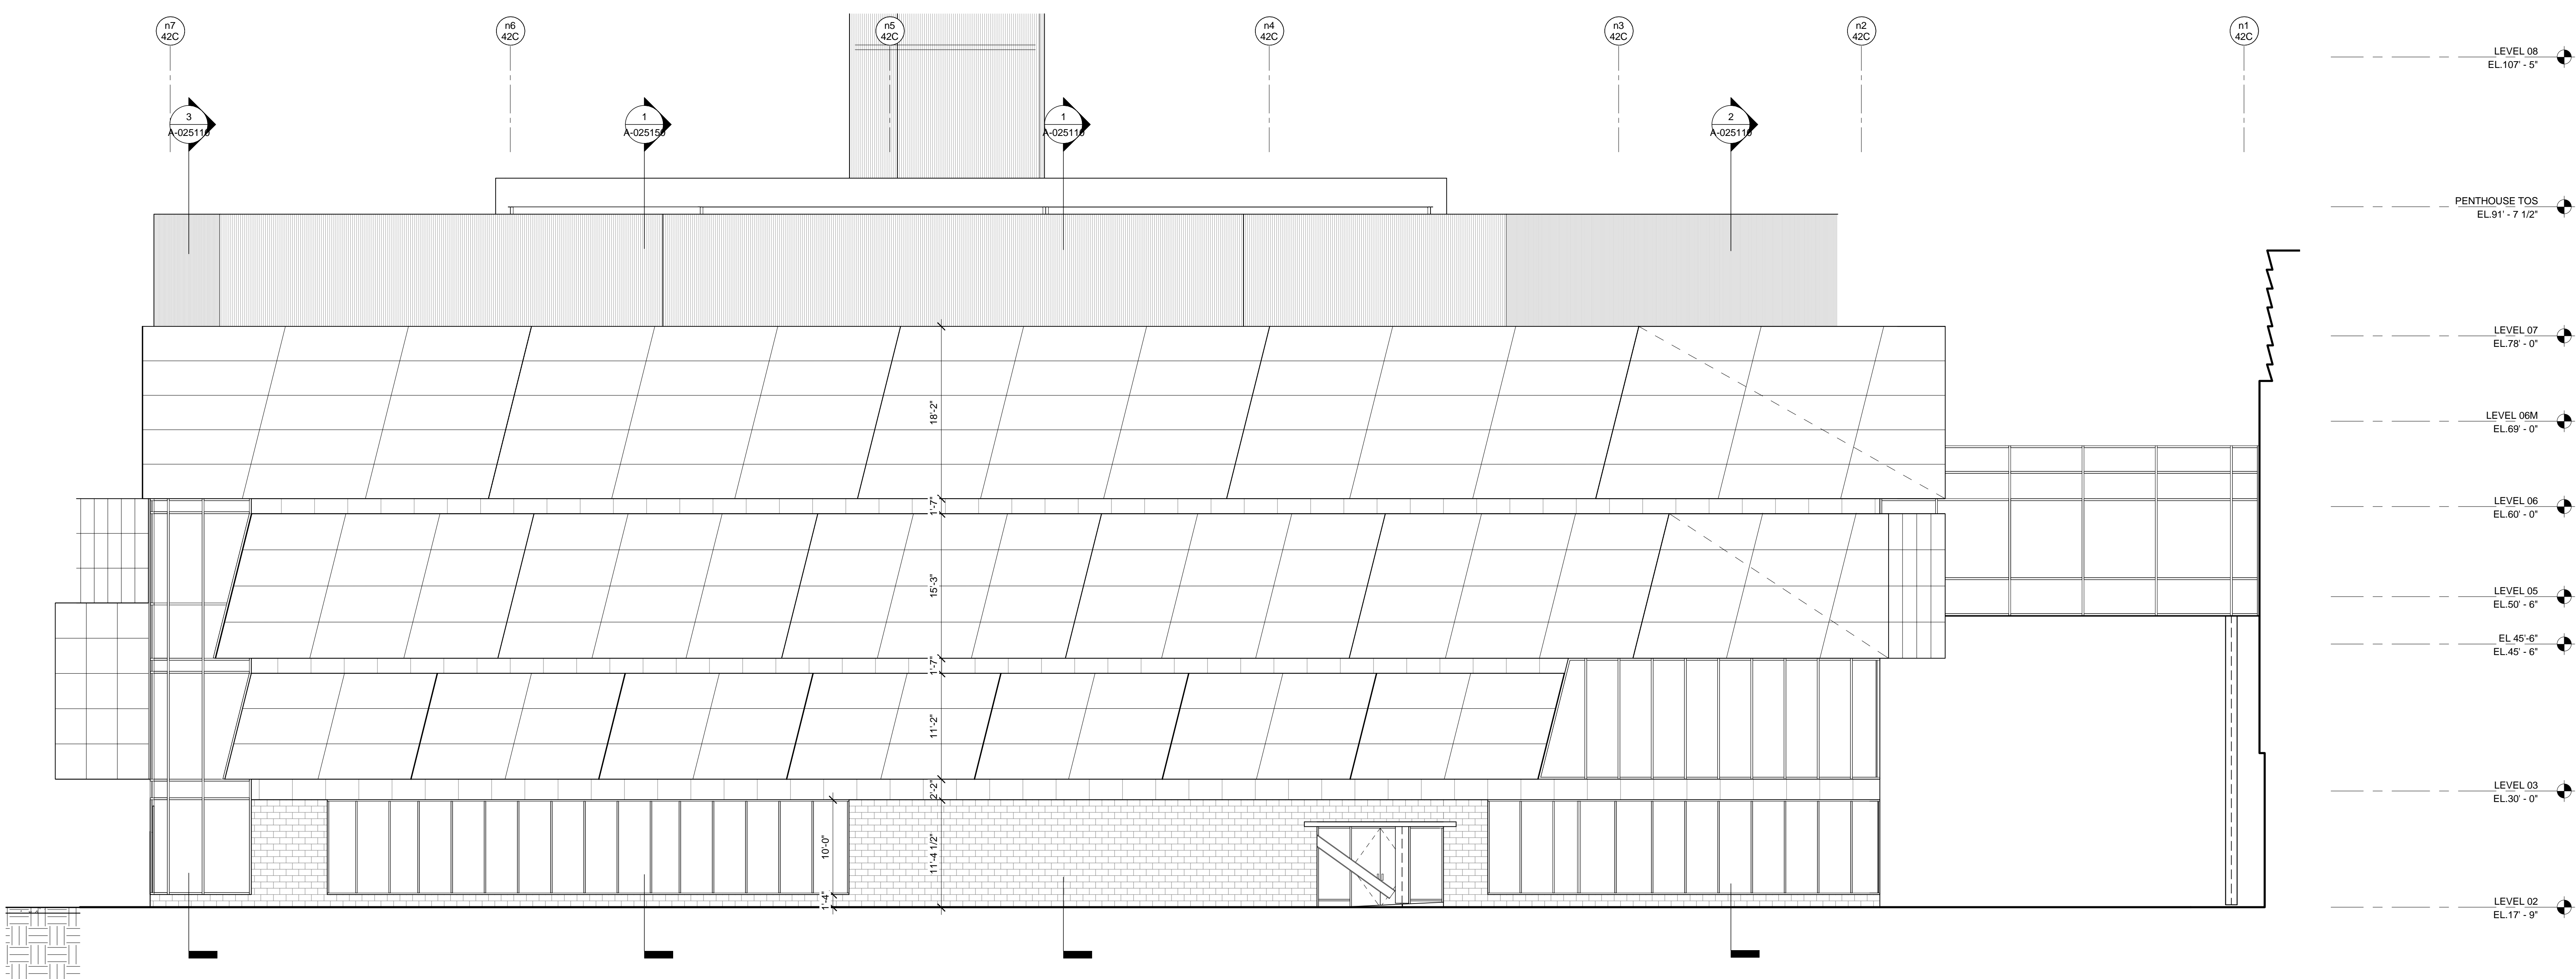 n7
42C
n6
42C
n5
42C
n4
42C
n3
42C
n2
42C
n1
42C
LEVEL 08
EL.107' - 5"
3
A-025110
1
A-025150
1
A-025110
2
A-025110
PENTHOUSE TOS
EL.91' - 7 1/2"
LEVEL 07
EL.78' - 0"
18'-2"
LEVEL 06M
EL.69' - 0"
1'-7"
LEVEL 06
EL.60' - 0"
15'-3"
LEVEL 05
EL.50' - 6"
EL 45'-6"
EL.45' - 6"
1'-7"
11'-2"
2'-2"
LEVEL 03
EL.30' - 0"
10'-0"
11'-4 1/2"
1'-4"
LEVEL 02
EL.17' - 9"